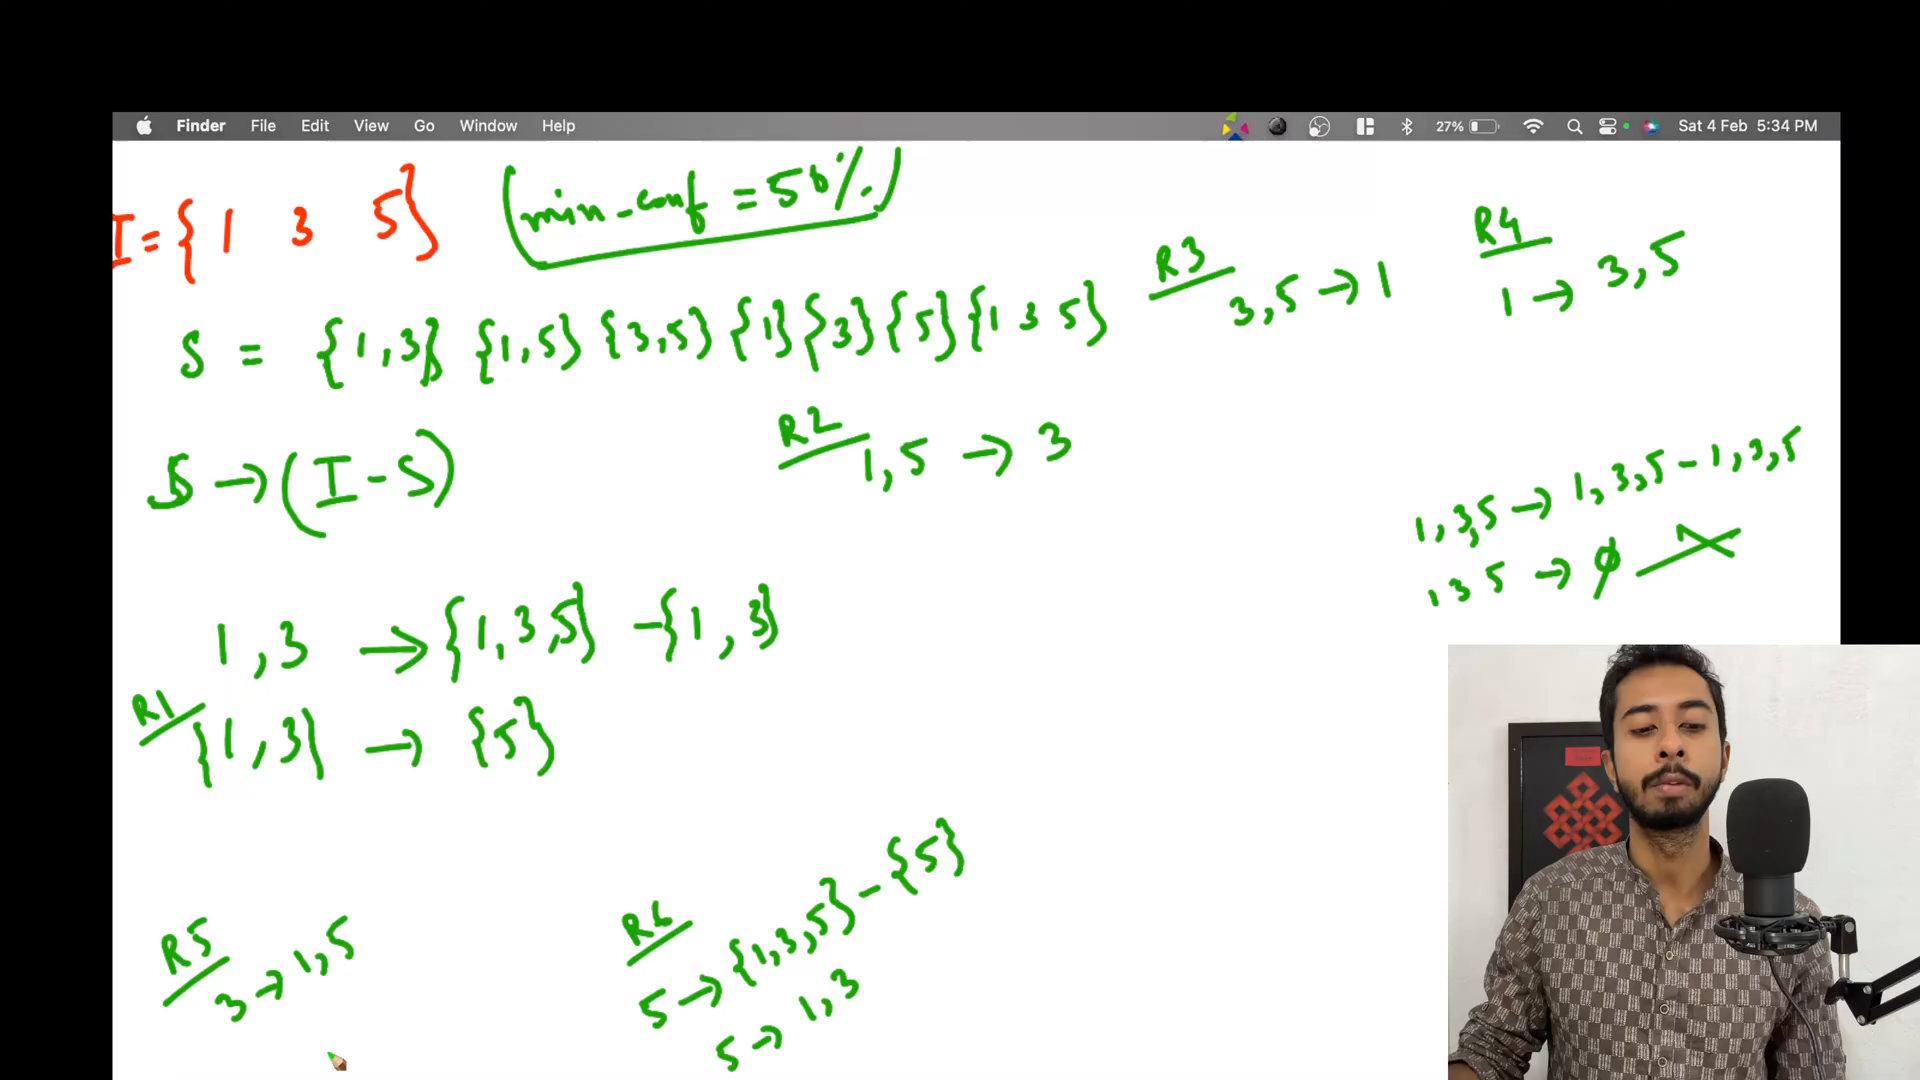 Finder File Edit View Go Window Help 27% Sat 4 Feb 5:34 PM
I = { 1 3 5 } (min-conf = 50%)
S = {1,3} {1,5} {3,5} {1} {3} {5} {1 3 5}
R3
3,5 → 1
R4
1 → 3,5
S → (I - S)
R2
1,5 → 3
1,3,5 → 1,3,5 - 1,3,5
1 3 5 → ϕ
1,3 → {1,3,5} - {1,3}
R1
{1,3} → {5}
R5
3 → 1,5
R6
5 → {1,3,5} - {5}
5 → 1,3